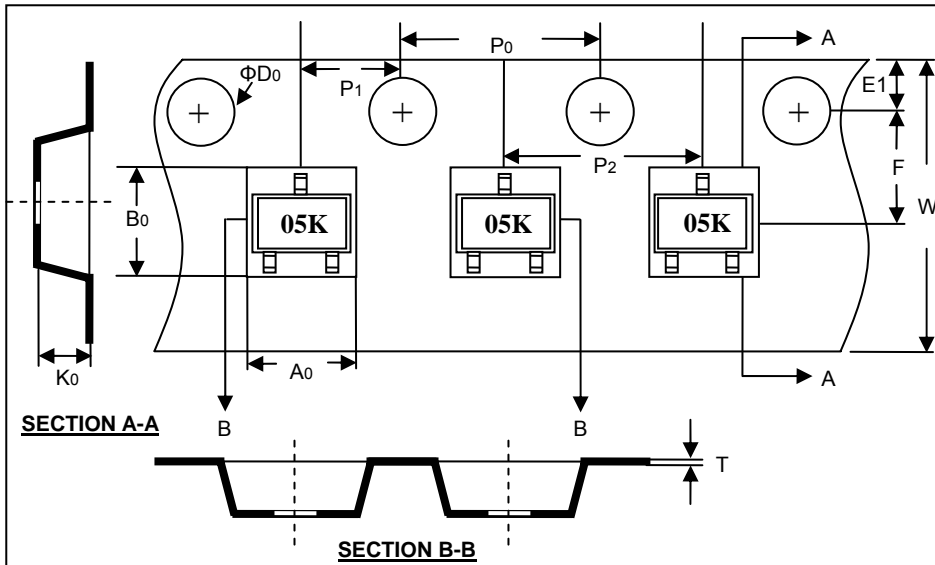 P0
A
ΦD0
P1
E1
P2
F
B0
W
05K
05K
05K
K0
A0
A
SECTION A-A
B
B
T
SECTION B-B